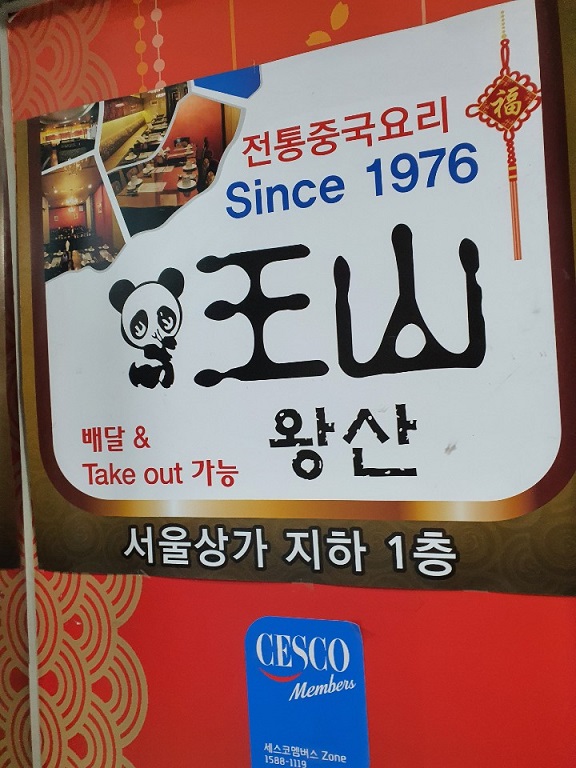 전통중국요리
Since 1976
福
王山
배달 &
Take out 가능
왕산
서울상가 지하 1층
CESCO
Members
세스코멤버스 Zone
1588-1119